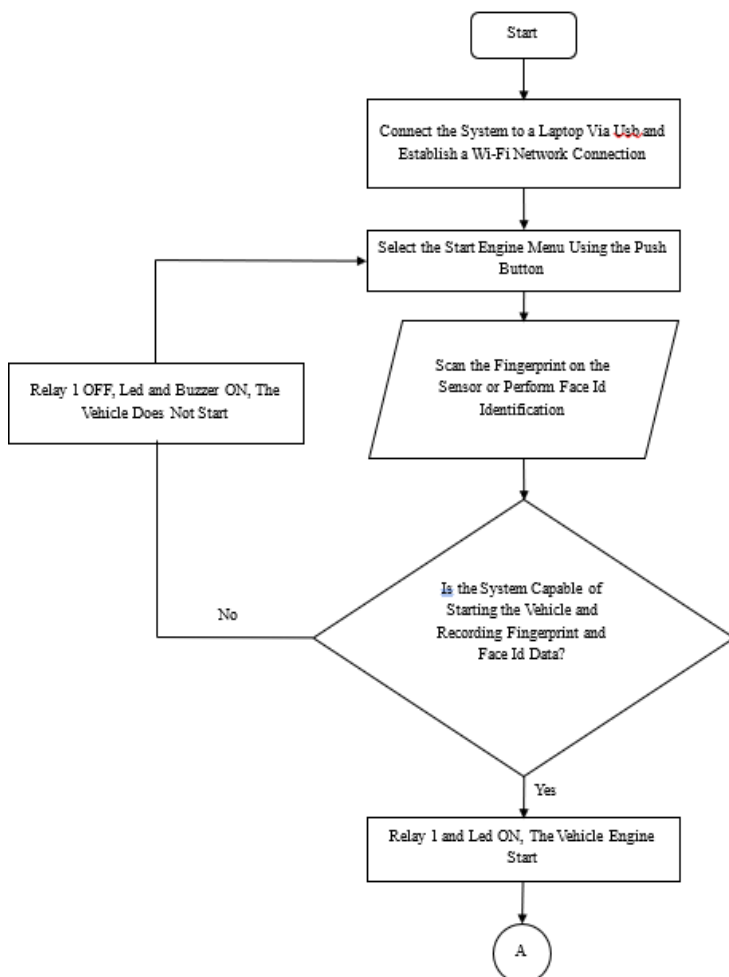 Start
Connect the System to a Laptop Via Usb and
Establish a Wi-Fi Network Connection
Select the Start Engine Menu Using the Push
Button
Scan the Fingerprint on the
Sensor or Perform Face Id
Identification
Relay 1 OFF, Led and Buzzer ON, The
Vehicle Does Not Start
Is the System Capable of
Starting the Vehicle and
Recording Fingerprint and
Face Id Data?
No
Yes
Relay 1 and Led ON, The Vehicle Engine
Start
A